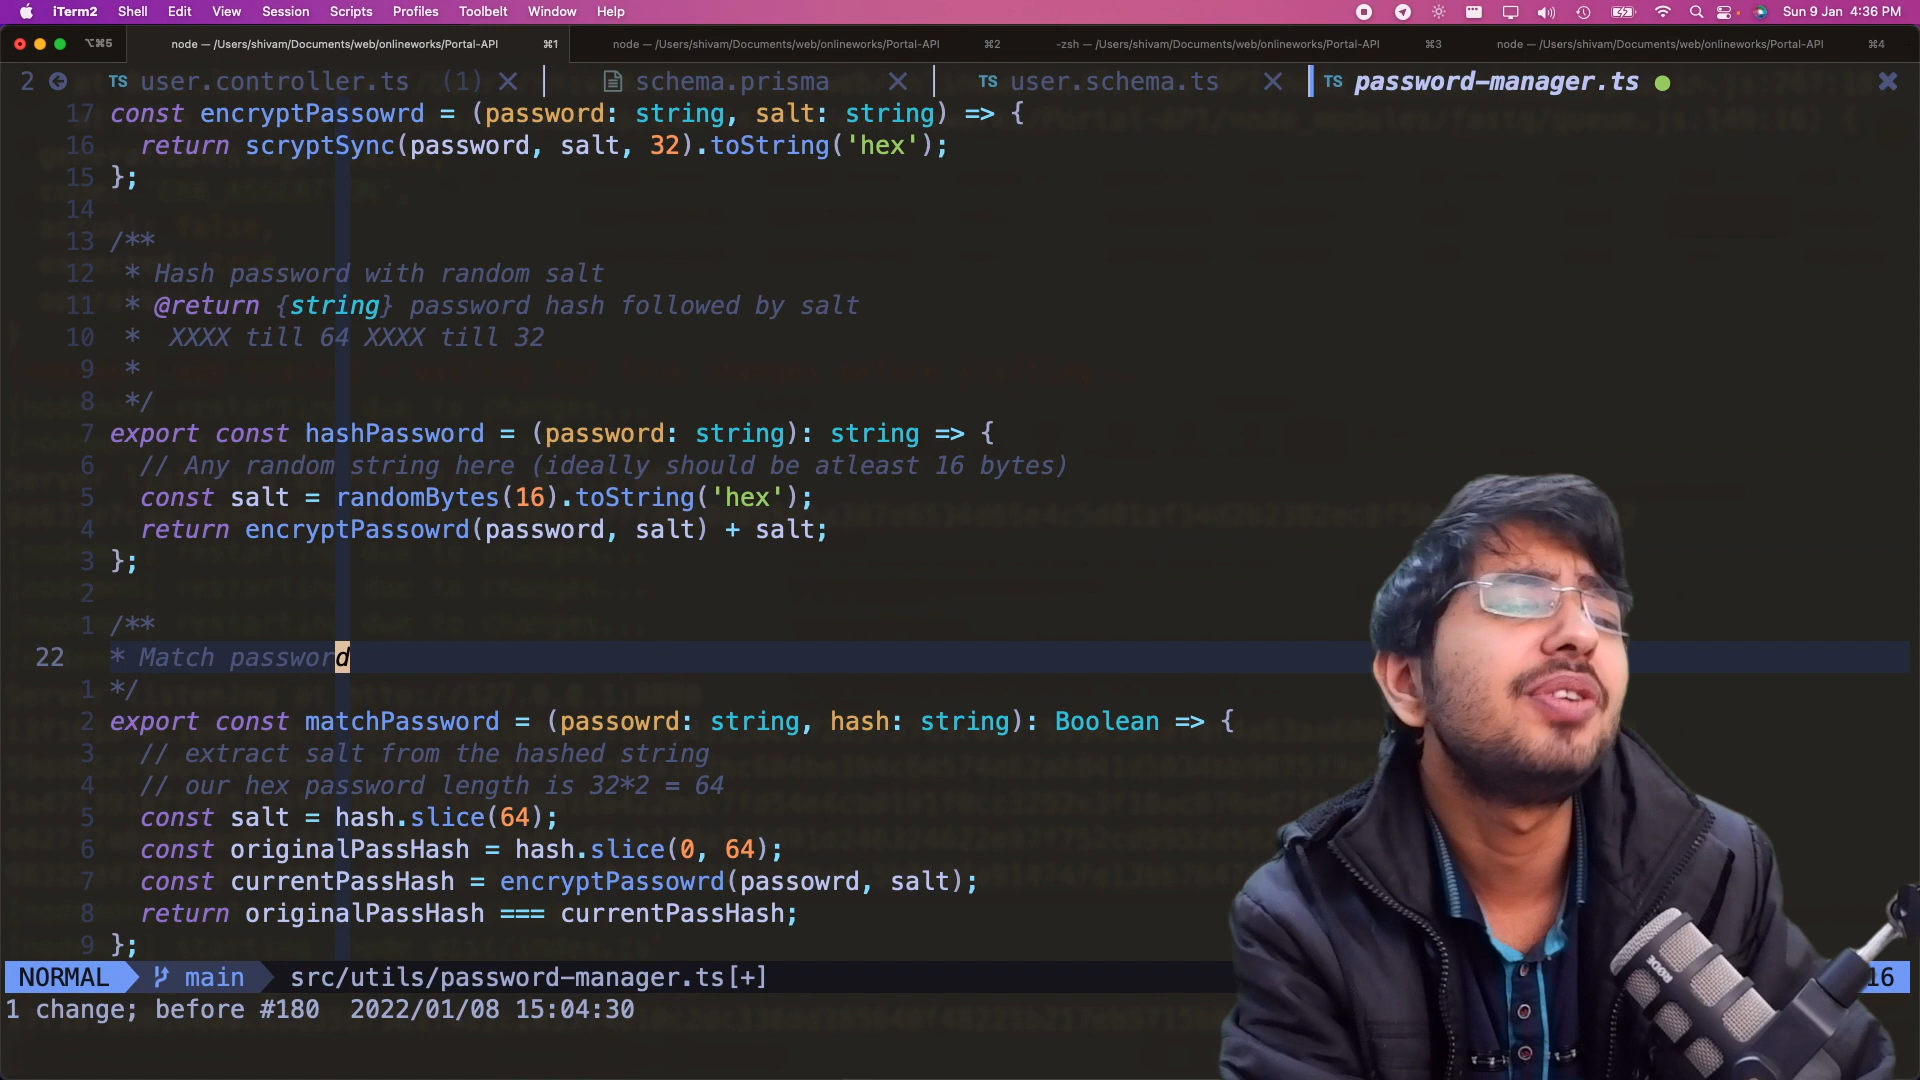 iTerm2 Shell Edit View Session Scripts Profiles Toolbelt Window Help Sun 9 Jan 4:36 PM
⌥⌘5 node — /Users/shivam/Documents/web/onlineworks/Portal-API ⌘1 node — /Users/shivam/Documents/web/onlineworks/Portal-API ⌘2 -zsh — /Users/shivam/Documents/web/onlineworks/Portal-API ⌘3 node — /Users/shivam/Documents/web/onlineworks/Portal-API ⌘4
2 TS user.controller.ts (1) schema.prisma TS user.schema.ts TS password-manager.ts
17 const encryptPassowrd = (password: string, salt: string) => {
16 return scryptSync(password, salt, 32).toString('hex');
15 };
14
13 /**
12 * Hash password with random salt
11 * @return {string} password hash followed by salt
10 * XXXX till 64 XXXX till 32
9 *
8 */
7 export const hashPassword = (password: string): string => {
6 // Any random string here (ideally should be atleast 16 bytes)
5 const salt = randomBytes(16).toString('hex');
4 return encryptPassowrd(password, salt) + salt;
3 };
2
1 /**
22 * Match password
1 */
2 export const matchPassword = (passowrd: string, hash: string): Boolean => {
3 // extract salt from the hashed string
4 // our hex password length is 32*2 = 64
5 const salt = hash.slice(64);
6 const originalPassHash = hash.slice(0, 64);
7 const currentPassHash = encryptPassowrd(passowrd, salt);
8 return originalPassHash === currentPassHash;
9 };
NORMAL main src/utils/password-manager.ts[+] 16
1 change; before #180 2022/01/08 15:04:30
RØDE